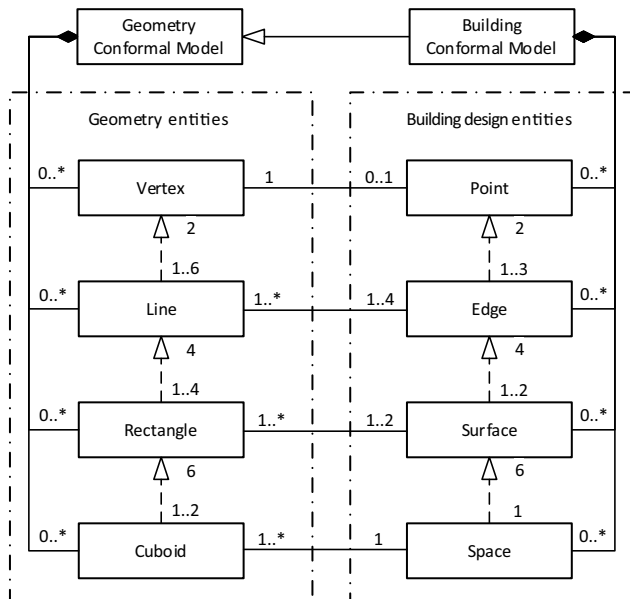 Geometry
Conformal Model
Building
Conformal Model
Geometry entities
Building design entities
0..*
Vertex
1
0..1
Point
0..*
2
2
1..6
1..3
0..*
Line
1..*
1..4
Edge
0..*
4
4
1..4
1..2
0..*
Rectangle
1..*
1..2
Surface
0..*
6
6
1..2
1
0..*
Cuboid
1..*
1
Space
0..*